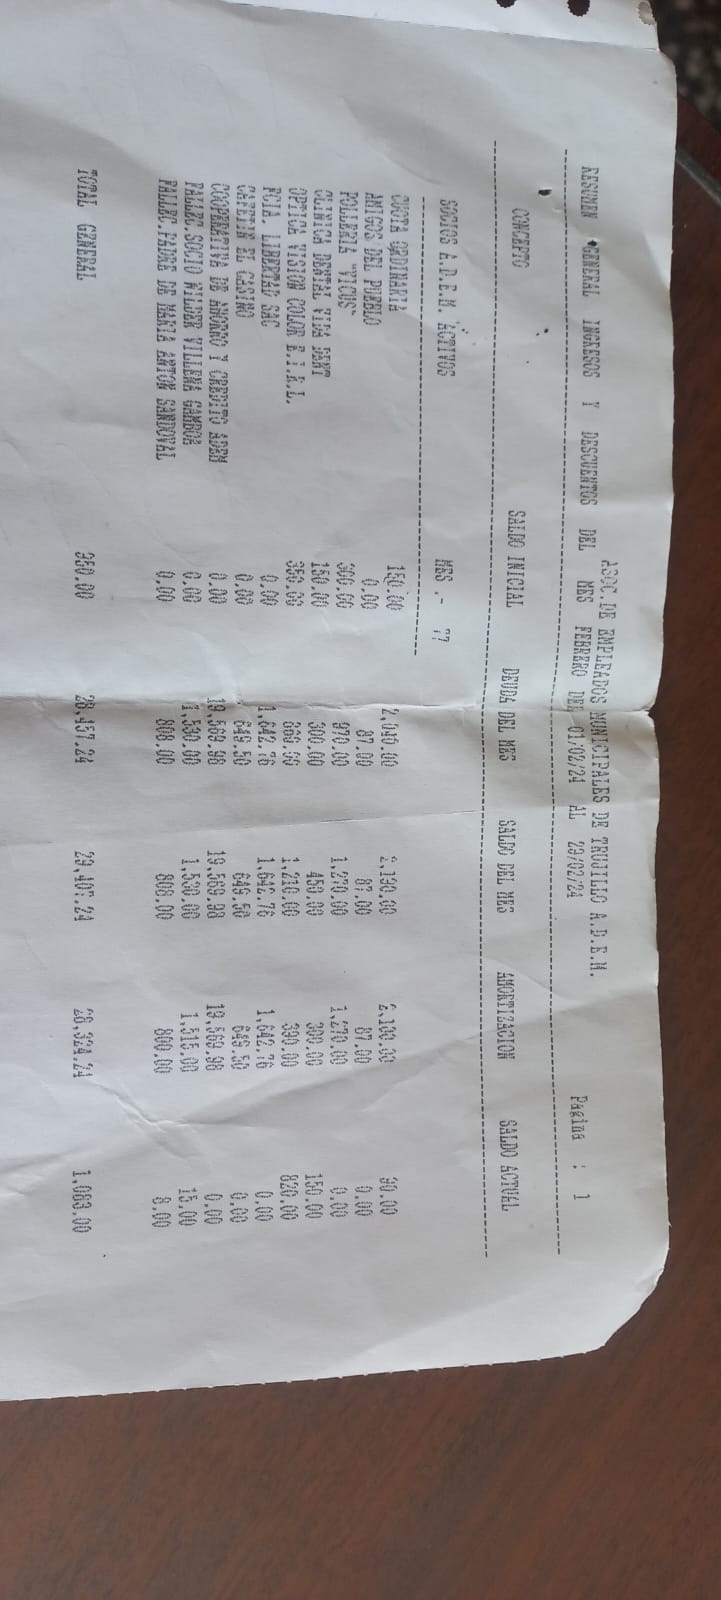 ASOC.DE EMPLEADOS MUNICIPALES DE TRUJILLO A.D.E.M.
RESUMEN GENERAL INGRESOS Y DESCUENTOS DEL MES FEBRERO DEL 01/02/24 AL 29/02/24 Pagina : 1
CONCEPTO SALDO INICIAL DEUDA DEL MES SALDO DEL MES AMORTIZACION SALDO ACTUAL
SOCIOS A.D.E.M. ACTIVOS MES .- 77
CUOTA ORDINARIA 150.00 2,040.00 2,190.00 2,100.00 90.00
AMIGOS DEL PUEBLO 0.00 87.00 87.00 87.00 0.00
POLLERIA "VICUS" 300.00 970.00 1,270.00 1,270.00 0.00
CLINICA DENTAL VIDA DENT 150.00 300.00 450.00 300.00 150.00
OPTICA VISION COLOR E.I.R.L. 350.00 860.00 1,210.00 390.00 820.00
FCIA. LIBERTAD SAC 0.00 1,642.76 1,642.76 1,642.76 0.00
CAFETIN EL CASINO 0.00 649.50 649.50 649.50 0.00
COOPERATIVA DE AHORRO Y CREDITO ADEM 0.00 19,569.98 19,569.98 19,569.98 0.00
FALLEC.SOCIO WILDER VILLENA GAMBOA 0.00 1,530.00 1,530.00 1,515.00 15.00
FALLEC.PADRE DE MARIA ANTON SANDOVAL 0.00 808.00 808.00 800.00 8.00
TOTAL GENERAL 950.00 28,457.24 29,407.24 28,324.24 1,083.00